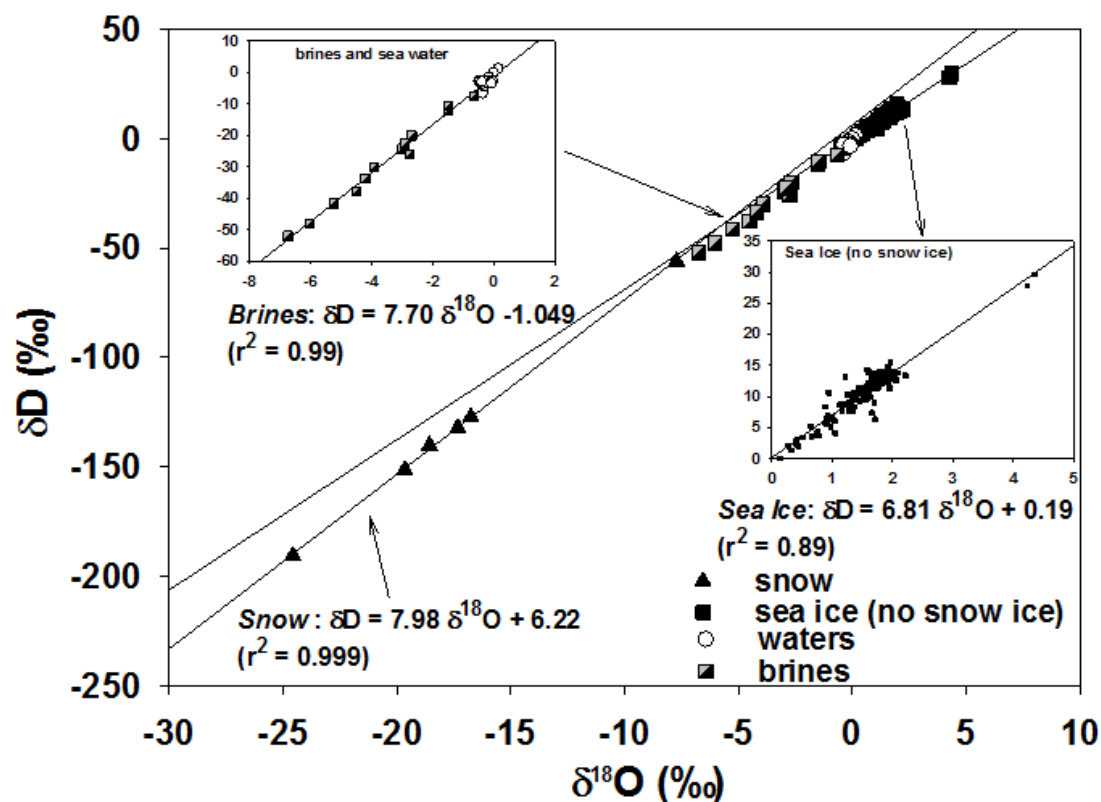 50
0
-50
-100
-150
-200
-250
δD (‰)
-30 -25 -20 -15 -10 -5 0 5 10
δ¹⁸O (‰)
brines and sea water
10
0
-10
-20
-30
-40
-50
-60
-8 -6 -4 -2 0 2
Brines: δD = 7.70 δ¹⁸O -1.049
(r² = 0.99)
Sea Ice (no snow ice)
35
30
25
20
15
10
5
0
0 1 2 3 4 5
Sea Ice: δD = 6.81 δ¹⁸O + 0.19
(r² = 0.89)
Snow : δD = 7.98 δ¹⁸O + 6.22
(r² = 0.999)
snow
sea ice (no snow ice)
waters
brines